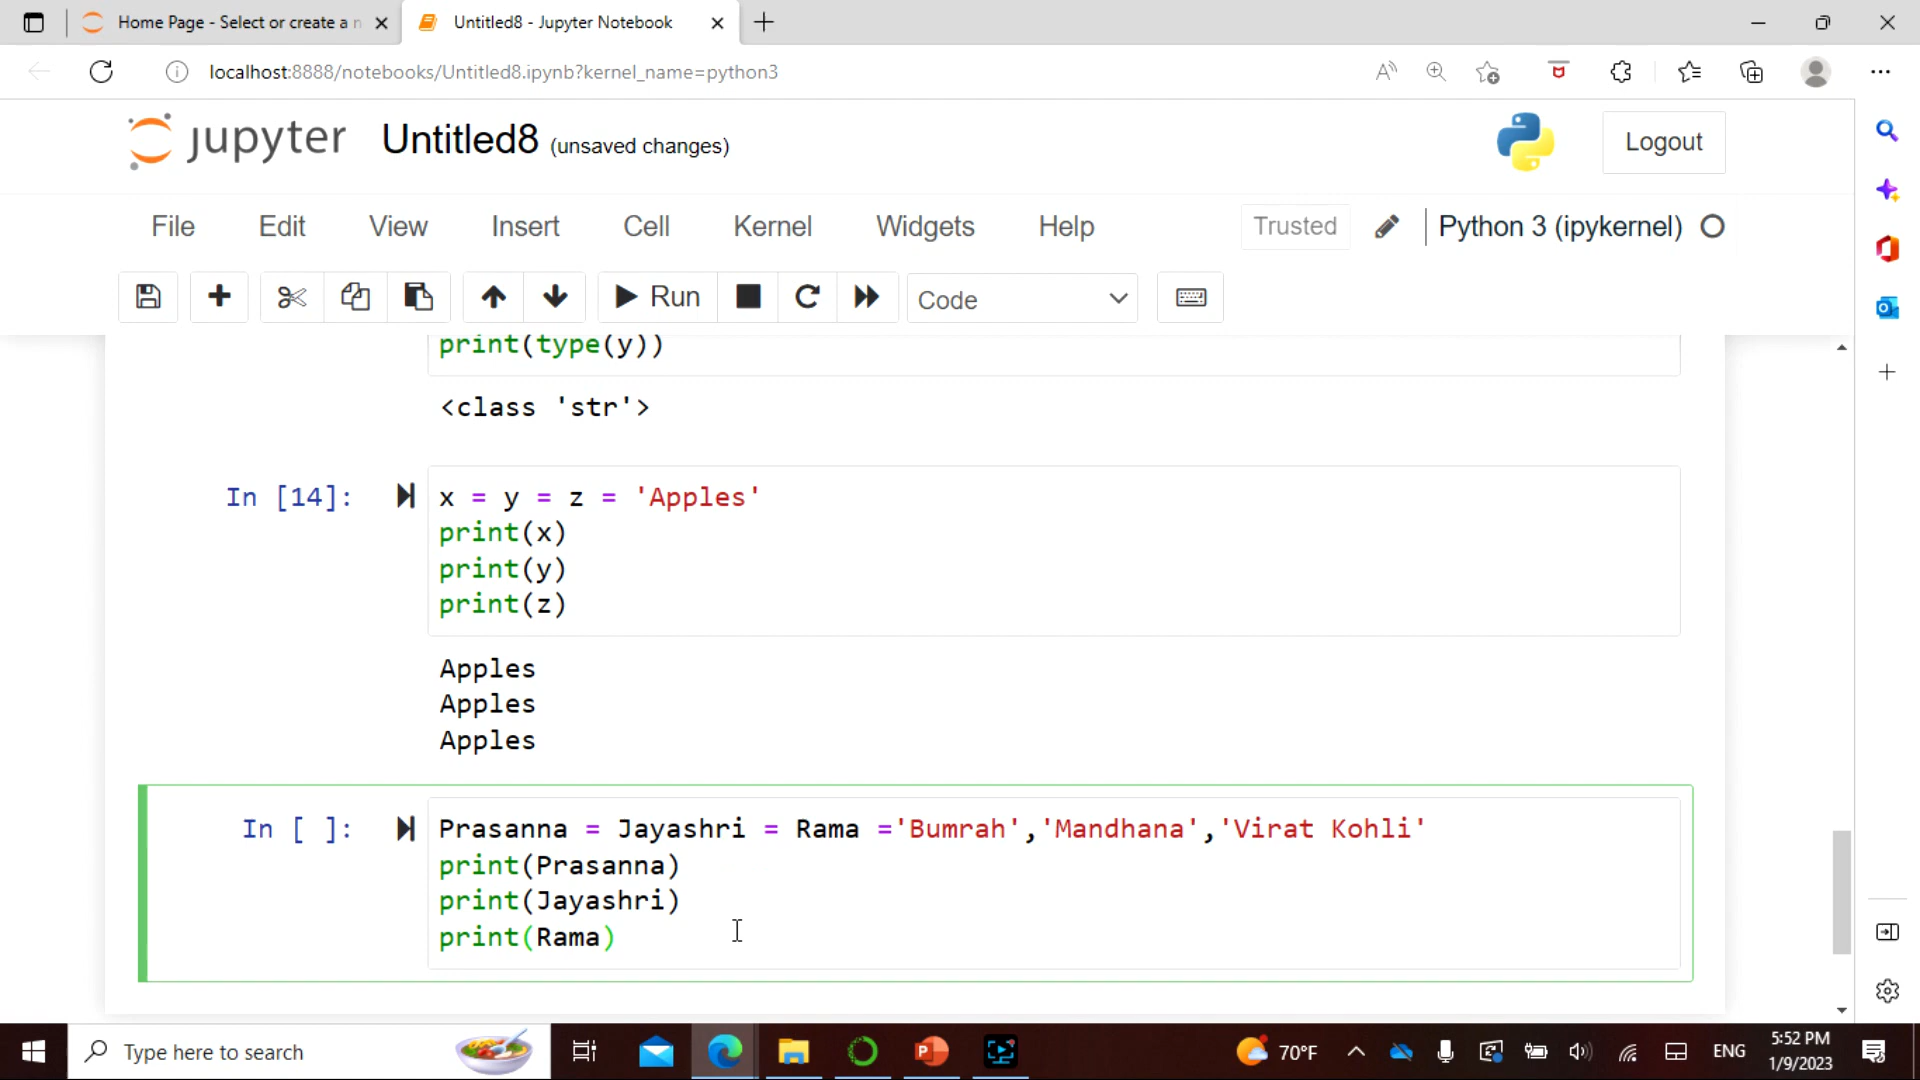 Home Page - Select or create a n
Untitled8 - Jupyter Notebook
localhost:8888/notebooks/Untitled8.ipynb?kernel_name=python3
jupyter Untitled8 (unsaved changes)
Logout
File Edit View Insert Cell Kernel Widgets Help
Trusted
Python 3 (ipykernel)
Run
Code
print(type(y))
<class 'str'>
In [14]:
x = y = z = 'Apples'
print(x)
print(y)
print(z)
Apples
Apples
Apples
In [ ]:
Prasanna = Jayashri = Rama ='Bumrah','Mandhana','Virat Kohli'
print(Prasanna)
print(Jayashri)
print(Rama)
Type here to search
70°F
ENG
5:52 PM
1/9/2023